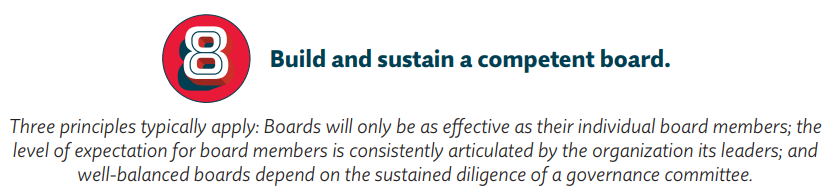 8
Build and sustain a competent board.
Three principles typically apply: Boards will only be as effective as their individual board members; the
level of expectation for board members is consistently articulated by the organization its leaders; and
well-balanced boards depend on the sustained diligence of a governance committee.